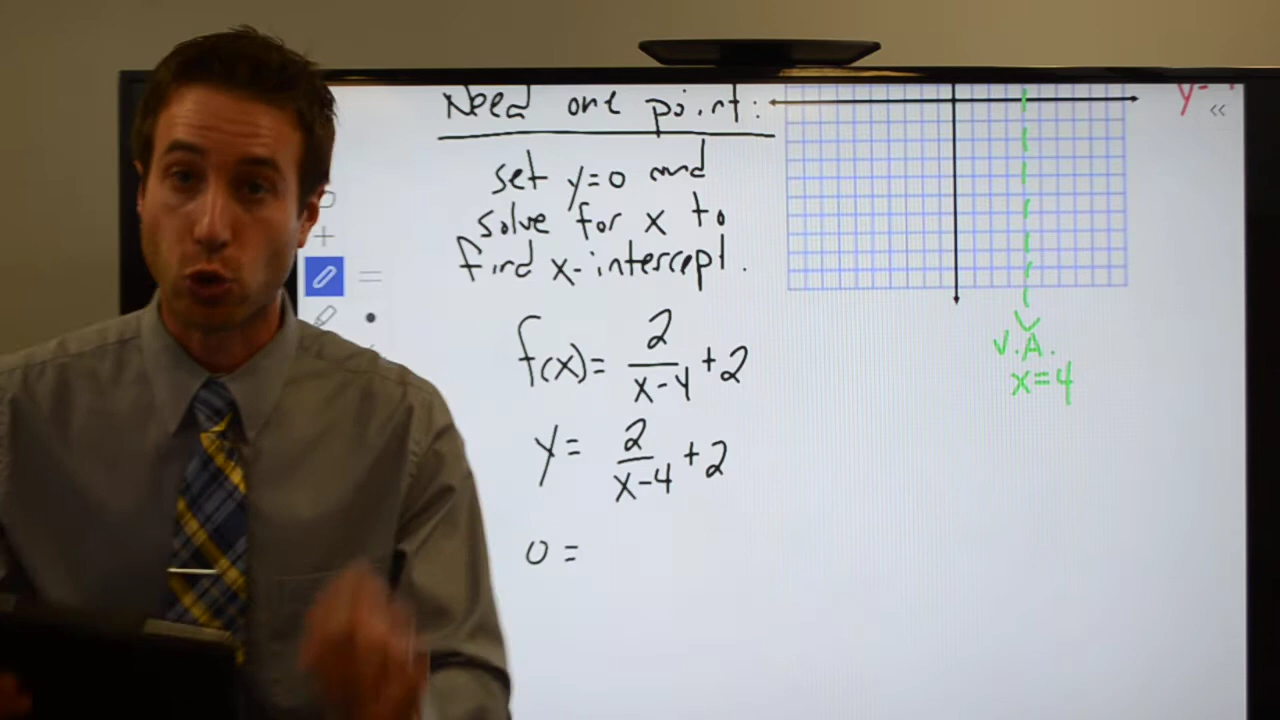 Need one point:
set y=0 and
solve for x to
find x-intercept.
f(x)= 2/(x-4) +2
y= 2/(x-4) +2
0 =
V.A.
x=4
y=